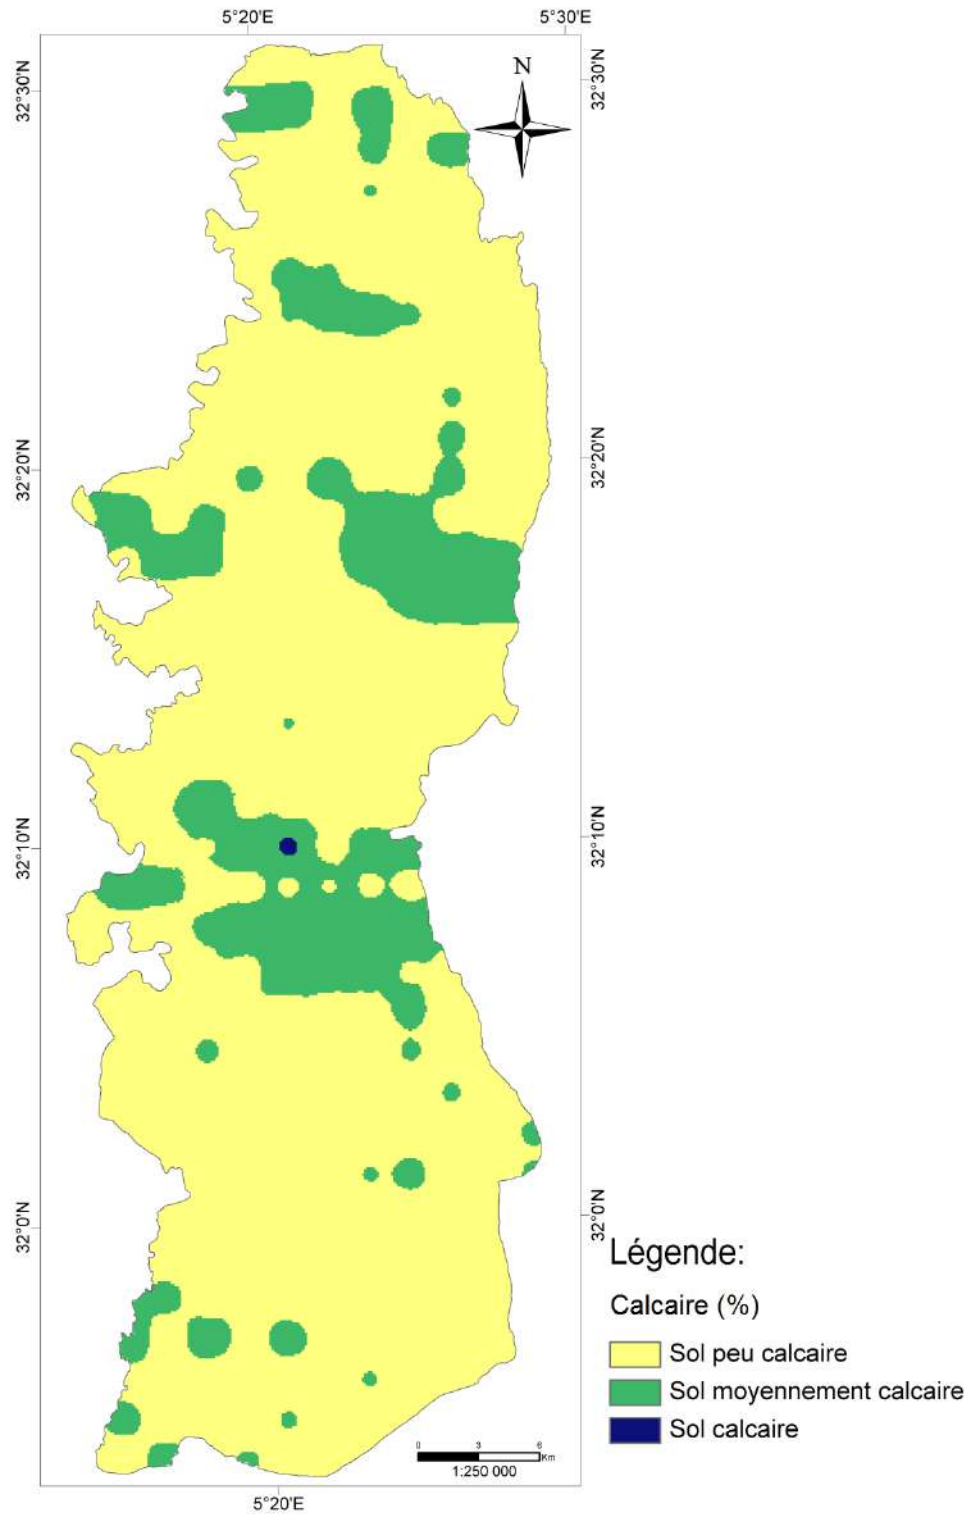 5°20'E
5°30'E
N
32°30'N
32°30'N
32°20'N
32°20'N
32°10'N
32°10'N
32°0'N
32°0'N
Légende:
Calcaire (%)
Sol peu calcaire
Sol moyennement calcaire
Sol calcaire
0 3 6
Km
1:250 000
5°20'E